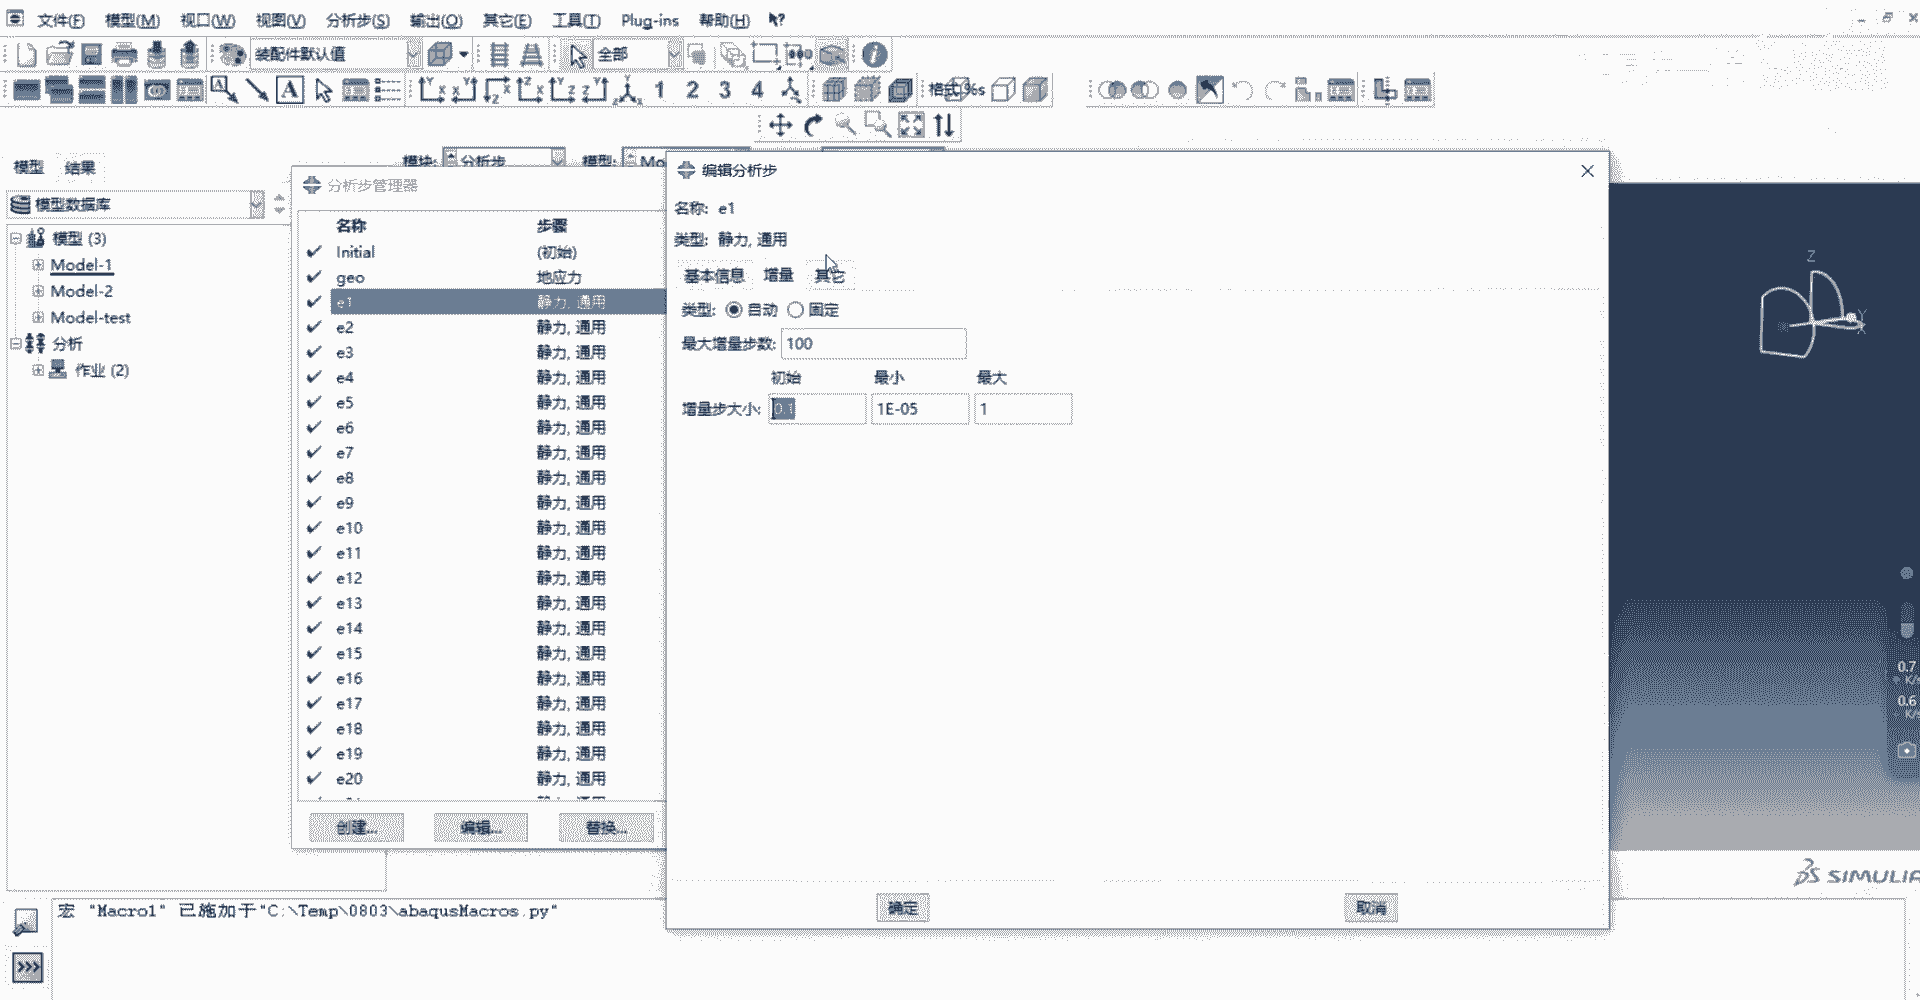 文件(F) 模型(M) 视口(W) 视图(V) 分析步(S) 输出(O) 其它(E) 工具(T) Plug-ins 帮助(H)
装配件默认值 全部
A 1 2 3 4 格式%s
模型 结果
模块: 分析步 模型: Mo
模型数据库
模型 (3)
Model-1
Model-2
Model-test
分析
作业 (2)
分析步管理器
名称 步骤
Initial (初始)
geo 地应力
e1 静力, 通用
e2 静力, 通用
e3 静力, 通用
e4 静力, 通用
e5 静力, 通用
e6 静力, 通用
e7 静力, 通用
e8 静力, 通用
e9 静力, 通用
e10 静力, 通用
e11 静力, 通用
e12 静力, 通用
e13 静力, 通用
e14 静力, 通用
e15 静力, 通用
e16 静力, 通用
e17 静力, 通用
e18 静力, 通用
e19 静力, 通用
e20 静力, 通用
创建... 编辑... 替换...
编辑分析步
名称: e1
类型: 静力, 通用
基本信息 增量 其它
类型: 自动 固定
最大增量步数: 100
初始 最小 最大
增量步大小: 0.1 1E-05 1
确定 取消
Z
Y
X
0.7
K/s
0.6
K/s
SIMULIA
宏 "Macro1" 已施加于"C:\Temp\0803\abaqusMacros.py"
>>>